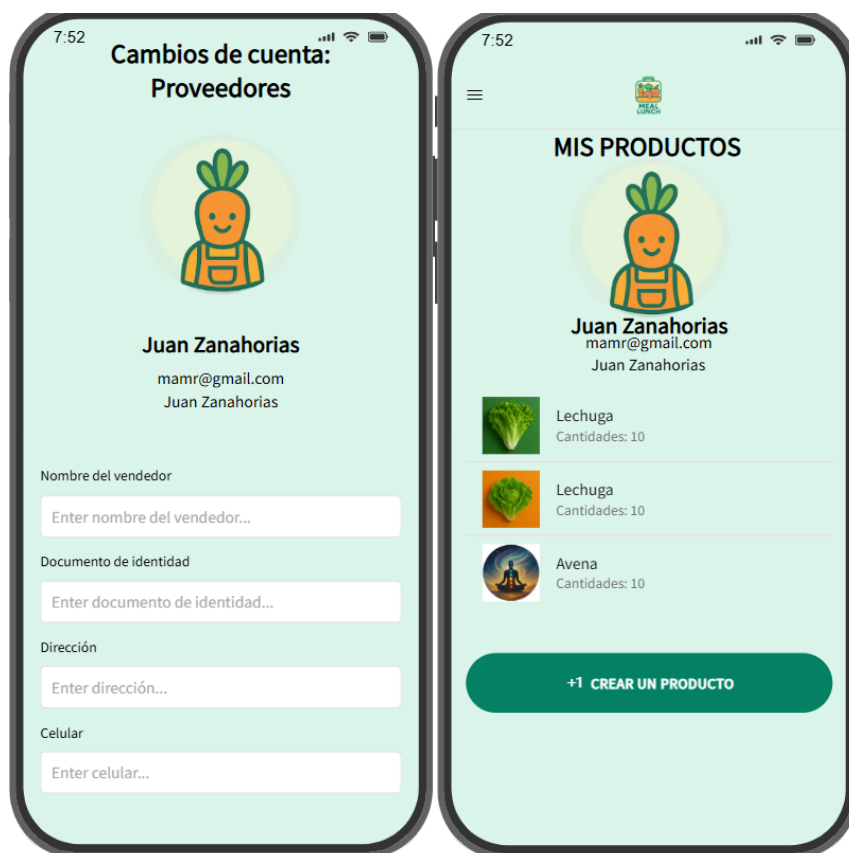 7:52
Cambios de cuenta:
Proveedores
Juan Zanahorias
mamr@gmail.com
Juan Zanahorias
Nombre del vendedor
Enter nombre del vendedor...
Documento de identidad
Enter documento de identidad...
Dirección
Enter dirección...
Celular
Enter celular...
7:52
MEAL
LUNCH
MIS PRODUCTOS
Juan Zanahorias
mamr@gmail.com
Juan Zanahorias
Lechuga
Cantidades: 10
Lechuga
Cantidades: 10
Avena
Cantidades: 10
+1 CREAR UN PRODUCTO